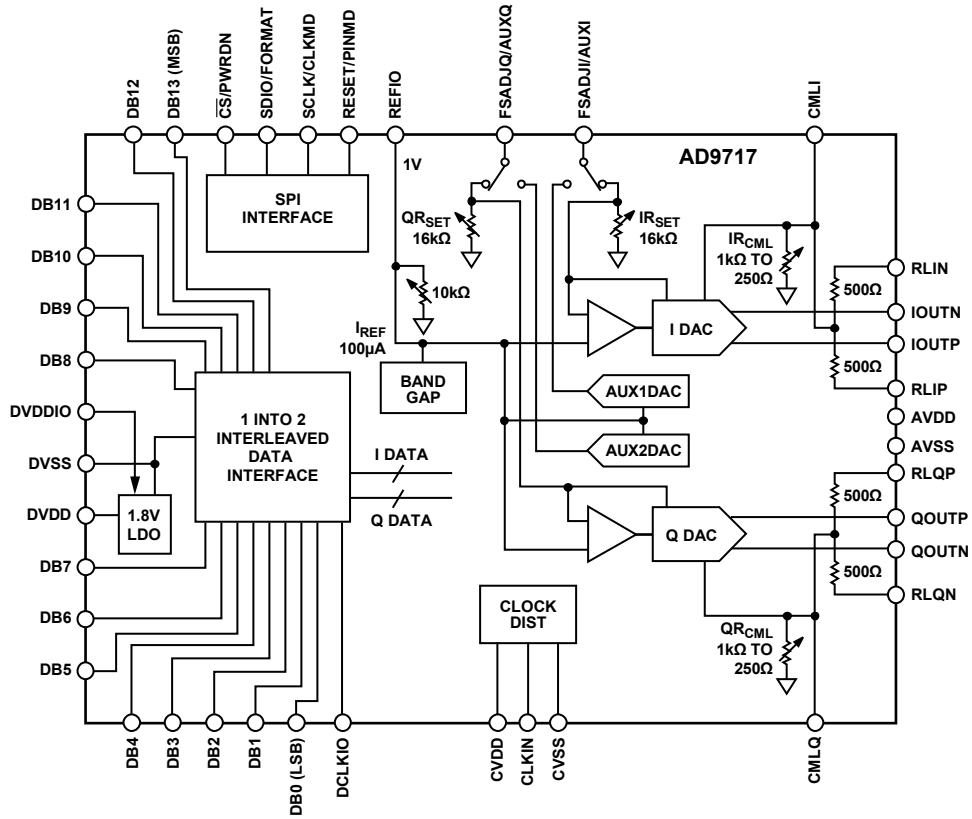 DB12
DB13 (MSB)
CS/PWRDN
SDIO/FORMAT
SCLK/CLKMD
RESET/PINMD
REFIO
FSADJQ/AUXQ
FSADJI/AUXI
CMLI
AD9717
1V
SPI
INTERFACE
DB11
DB10
DB9
DB8
DVDDIO
DVSS
DVDD
DB7
DB6
DB5
QRSET
16kΩ
IRSET
16kΩ
IRCML
1kΩ TO
250Ω
10kΩ
IREF
100µA
BAND
GAP
I DAC
AUX1DAC
AUX2DAC
500Ω
500Ω
RLIN
IOUTN
IOUTP
RLIP
AVDD
AVSS
RLQP
QOUTP
QOUTN
RLQN
1 INTO 2
INTERLEAVED
DATA
INTERFACE
I DATA
Q DATA
1.8V
LDO
Q DAC
500Ω
500Ω
CLOCK
DIST
QRCML
1kΩ TO
250Ω
DB4
DB3
DB2
DB1
DB0 (LSB)
DCLKIO
CVDD
CLKIN
CVSS
CMLQ